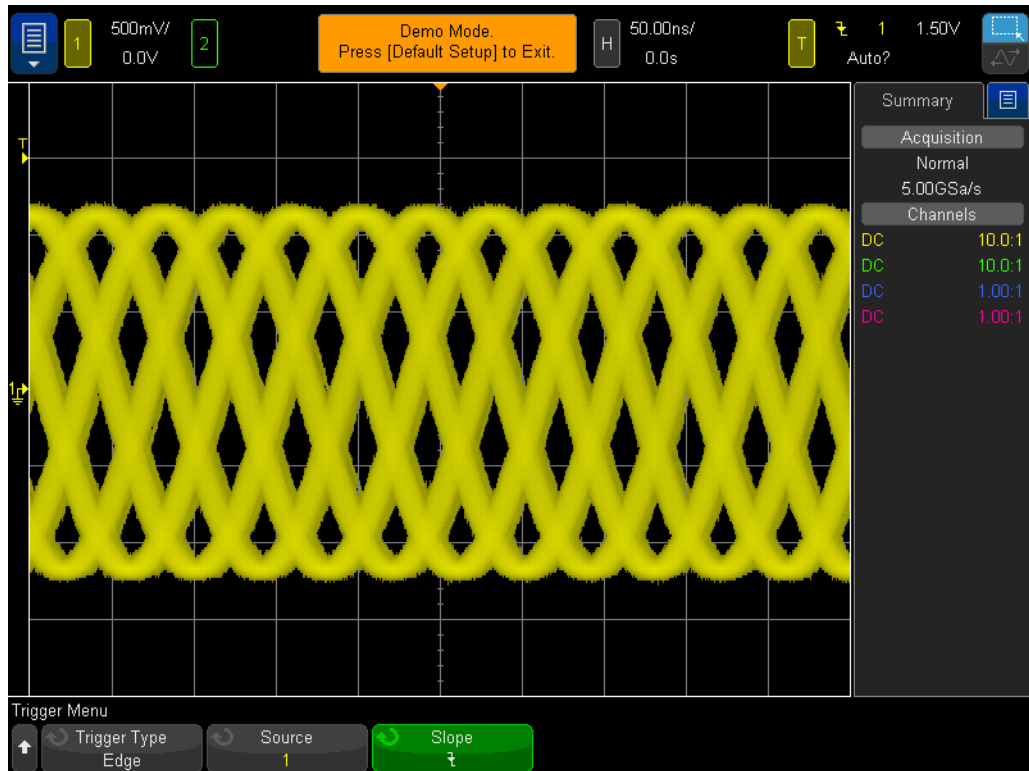 1
500mV/
0.0V
2
Demo Mode.
Press [Default Setup] to Exit.
H
50.00ns/
0.0s
T
1
1.50V
Auto?
T
1
Summary
Acquisition
Normal
5.00GSa/s
Channels
DC 10.0:1
DC 10.0:1
DC 1.00:1
DC 1.00:1
Trigger Menu
Trigger Type
Edge
Source
1
Slope